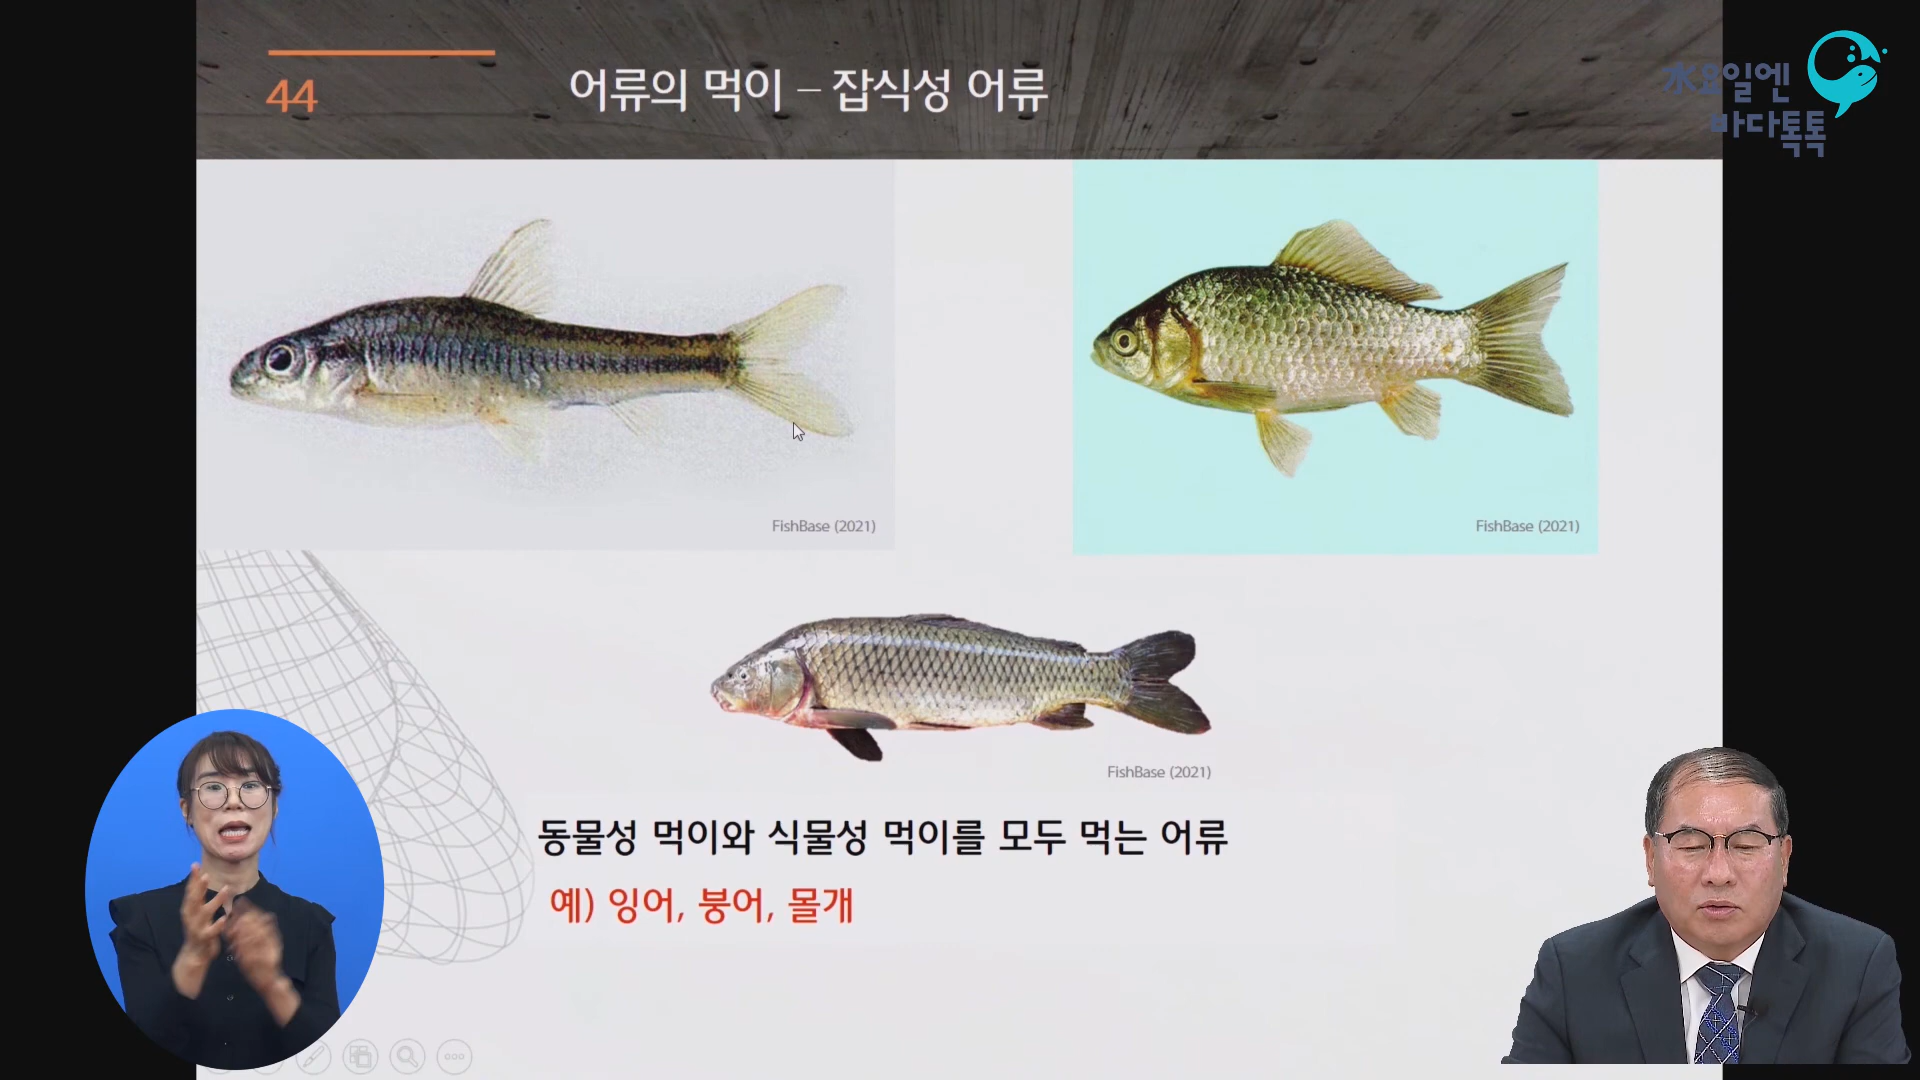 44
어류의 먹이 – 잡식성 어류
水요일엔
바다톡톡
FishBase (2021)
FishBase (2021)
FishBase (2021)
동물성 먹이와 식물성 먹이를 모두 먹는 어류
예) 잉어, 붕어, 몰개